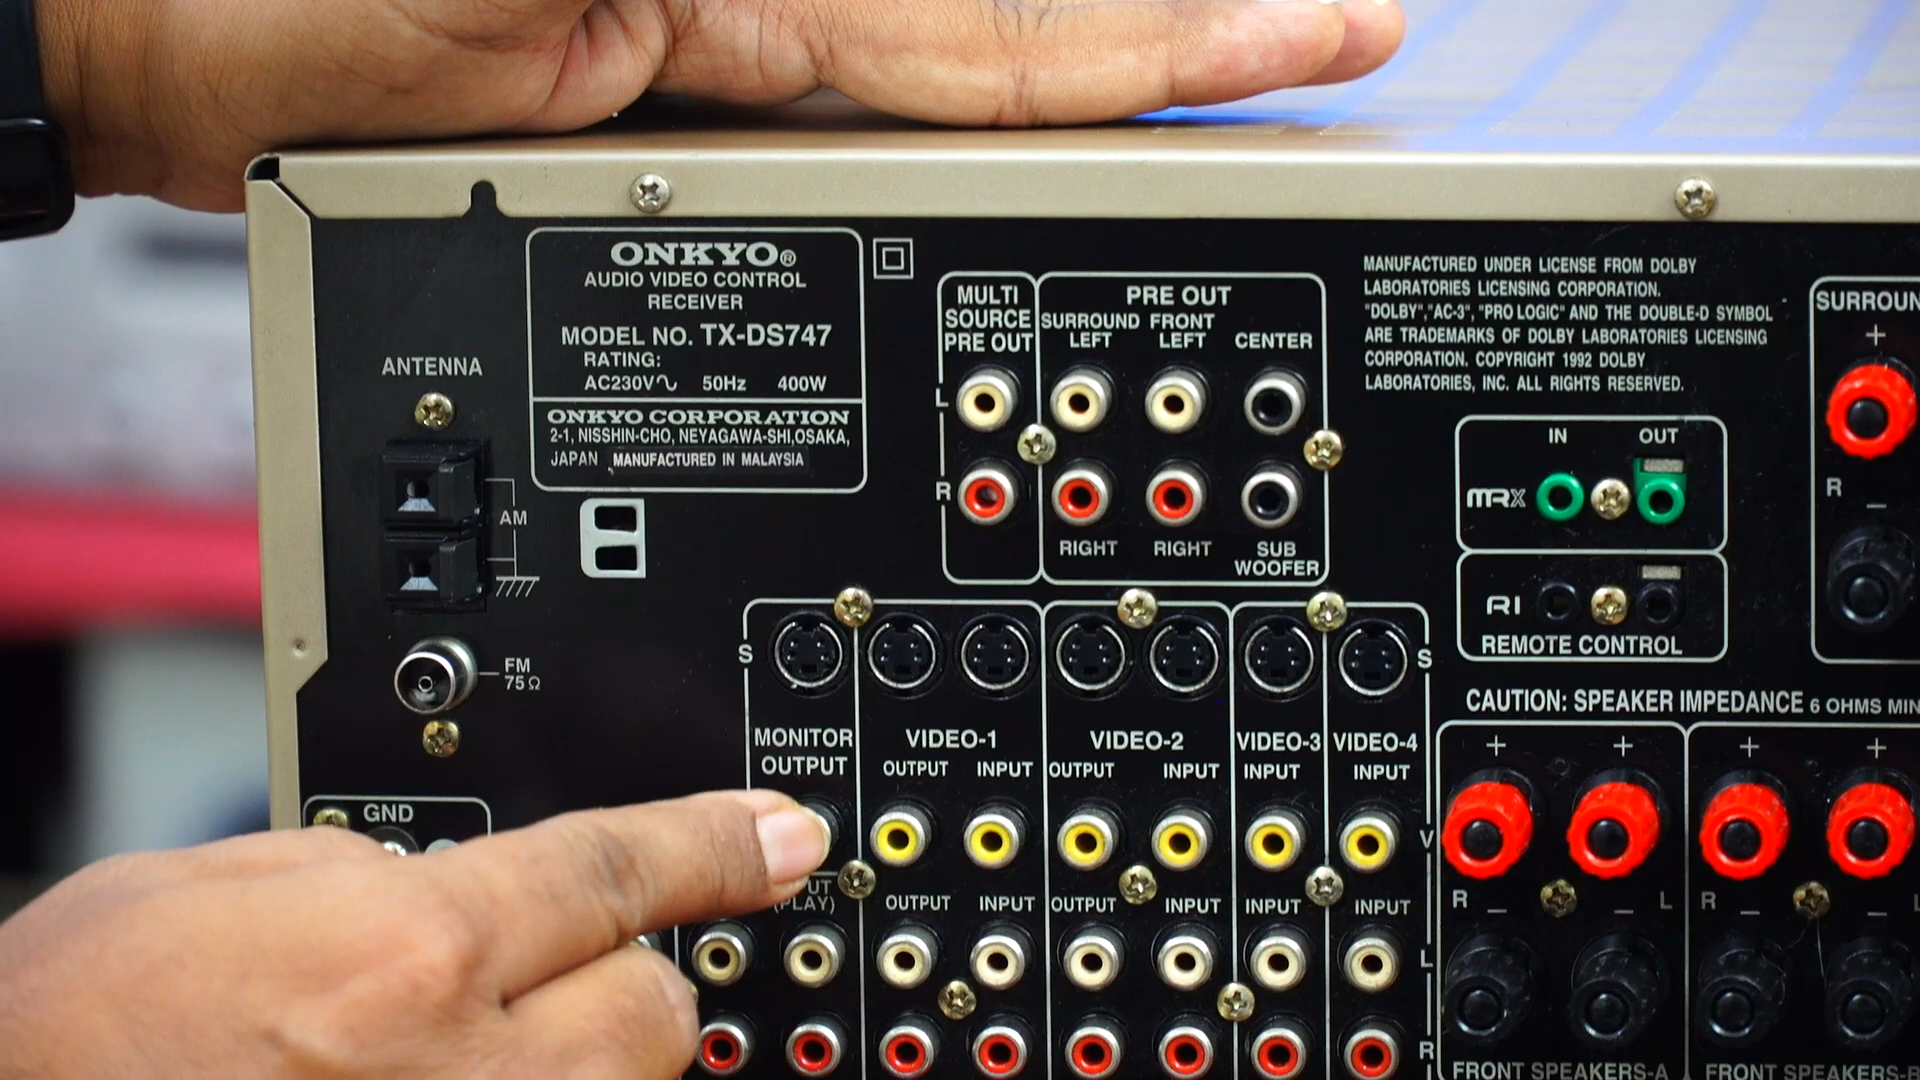 ONKYO®
AUDIO VIDEO CONTROL
RECEIVER
MODEL NO. TX-DS747
RATING:
AC230V~ 50Hz 400W
ONKYO CORPORATION
2-1, NISSHIN-CHO, NEYAGAWA-SHI,OSAKA,
JAPAN MANUFACTURED IN MALAYSIA
ANTENNA
AM
FM
75Ω
GND
MULTI
SOURCE
PRE OUT
PRE OUT
SURROUND
LEFT
FRONT
LEFT
CENTER
L
R
RIGHT
RIGHT
SUB
WOOFER
MANUFACTURED UNDER LICENSE FROM DOLBY
LABORATORIES LICENSING CORPORATION.
"DOLBY","AC-3", "PRO LOGIC" AND THE DOUBLE-D SYMBOL
ARE TRADEMARKS OF DOLBY LABORATORIES LICENSING
CORPORATION. COPYRIGHT 1992 DOLBY
LABORATORIES, INC. ALL RIGHTS RESERVED.
IN OUT
MRX
RI
REMOTE CONTROL
SURROUN
+
R
−
S S
MONITOR
OUTPUT
VIDEO-1
OUTPUT INPUT
VIDEO-2
OUTPUT INPUT
VIDEO-3
INPUT
VIDEO-4
INPUT
V
(PLAY)
OUTPUT INPUT
OUTPUT INPUT
INPUT
INPUT
L
R
CAUTION: SPEAKER IMPEDANCE 6 OHMS MIN
+ + + +
R − − L R − −
FRONT SPEAKERS-A
FRONT SPEAKERS-